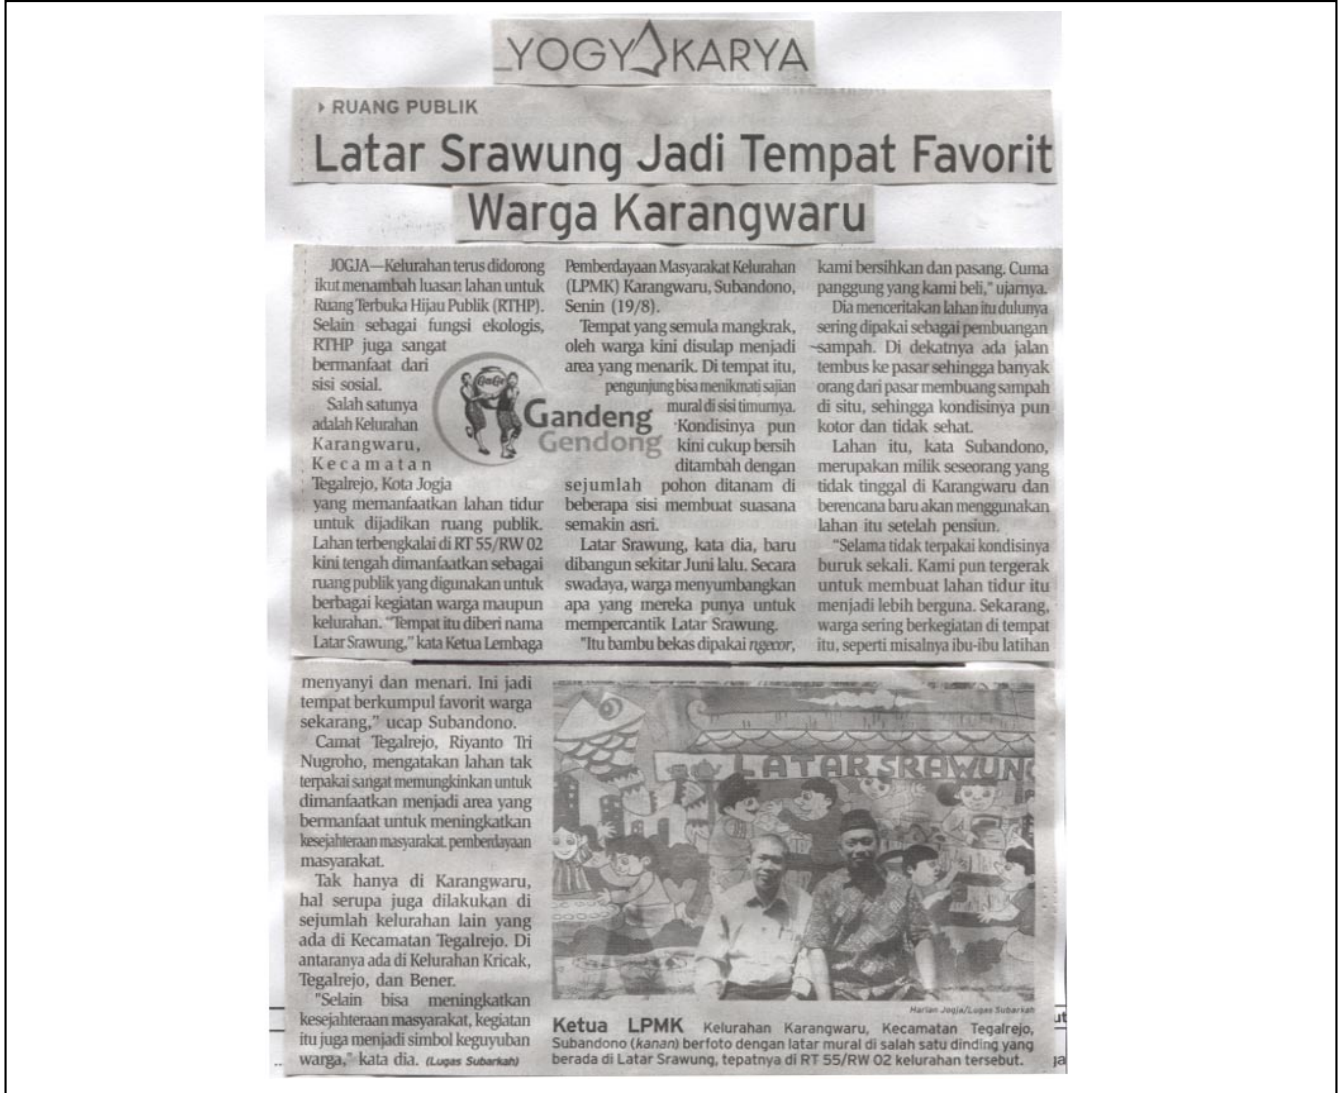 YOGYAKARYA
RUANG PUBLIK
Latar Srawung Jadi Tempat Favorit
Warga Karangwaru
JOGJA—Kelurahan terus didorong
ikut menambah luasan lahan untuk
Ruang Terbuka Hijau Publik (RTHP).
Selain sebagai fungsi ekologis,
RTHP juga sangat
bermanfaat dari
sisi sosial.
Salah satunya
adalah Kelurahan
Karangwaru,
Kecamatan
Tegalrejo, Kota Jogja
yang memanfaatkan lahan tidur
untuk dijadikan ruang publik.
Lahan terbengkalai di RT 55/RW 02
kini tengah dimanfaatkan sebagai
ruang publik yang digunakan untuk
berbagai kegiatan warga maupun
kelurahan. "Tempat itu diberi nama
Latar Srawung," kata Ketua Lembaga
GaGe
Gandeng
Gendong
Pemberdayaan Masyarakat Kelurahan
(LPMK) Karangwaru, Subandono,
Senin (19/8).
Tempat yang semula mangkrak,
oleh warga kini disulap menjadi
area yang menarik. Di tempat itu,
pengunjung bisa menikmati sajian
mural di sisi timurnya.
Kondisinya pun
kini cukup bersih
ditambah dengan
sejumlah pohon ditanam di
beberapa sisi membuat suasana
semakin asri.
Latar Srawung, kata dia, baru
dibangun sekitar Juni lalu. Secara
swadaya, warga menyumbangkan
apa yang mereka punya untuk
mempercantik Latar Srawung.
"Itu bambu bekas dipakai ngecor,
kami bersihkan dan pasang. Cuma
panggung yang kami beli," ujarnya.
Dia menceritakan lahan itu dulunya
sering dipakai sebagai pembuangan
sampah. Di dekatnya ada jalan
tembus ke pasar sehingga banyak
orang dari pasar membuang sampah
di situ, sehingga kondisinya pun
kotor dan tidak sehat.
Lahan itu, kata Subandono,
merupakan milik seseorang yang
tidak tinggal di Karangwaru dan
berencana baru akan menggunakan
lahan itu setelah pensiun.
"Selama tidak terpakai kondisinya
buruk sekali. Kami pun tergerak
untuk membuat lahan tidur itu
menjadi lebih berguna. Sekarang,
warga sering berkegiatan di tempat
itu, seperti misalnya ibu-ibu latihan
menyanyi dan menari. Ini jadi
tempat berkumpul favorit warga
sekarang," ucap Subandono.
Camat Tegalrejo, Riyanto Tri
Nugroho, mengatakan lahan tak
terpakai sangat memungkinkan untuk
dimanfaatkan menjadi area yang
bermanfaat untuk meningkatkan
kesejahteraan masyarakat. pemberdayaan
masyarakat.
Tak hanya di Karangwaru,
hal serupa juga dilakukan di
sejumlah kelurahan lain yang
ada di Kecamatan Tegalrejo. Di
antaranya ada di Kelurahan Kricak,
Tegalrejo, dan Bener.
"Selain bisa meningkatkan
kesejahteraan masyarakat, kegiatan
itu juga menjadi simbol keguyuban
warga," kata dia. (Lugas Subarkah)
LATAR SRAWUNG
Harian Jogja/Lugas Subarkah
Ketua LPMK Kelurahan Karangwaru, Kecamatan Tegalrejo,
Subandono (kanan) berfoto dengan latar mural di salah satu dinding yang
berada di Latar Srawung, tepatnya di RT 55/RW 02 kelurahan tersebut.